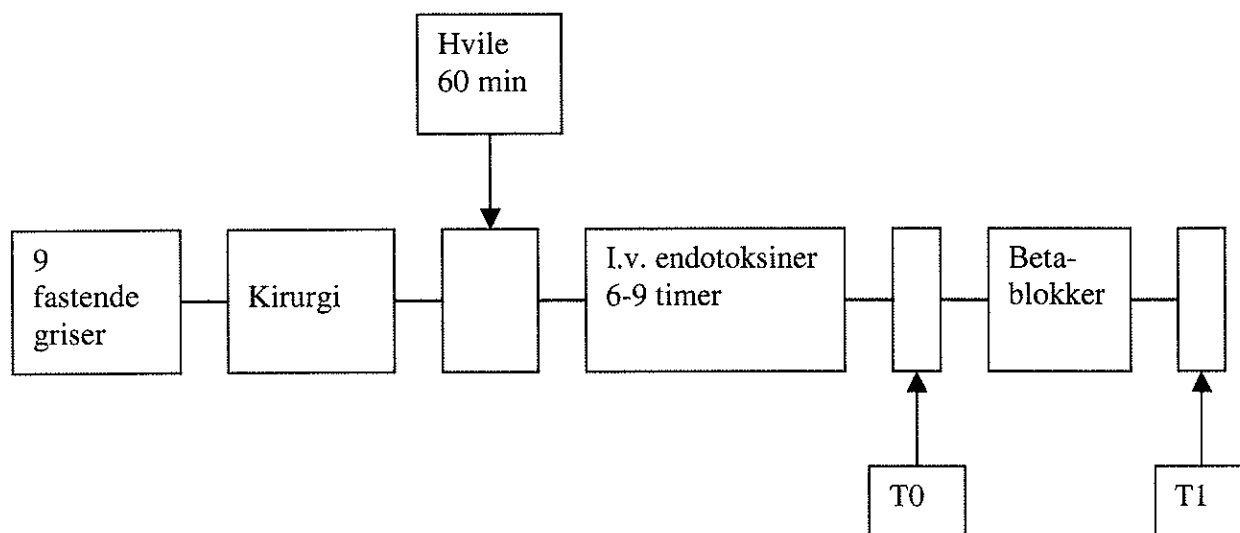 Hvile
60 min
9
fastende
griser
Kirurgi
I.v. endotoksiner
6-9 timer
Beta-
blokker
T0
T1